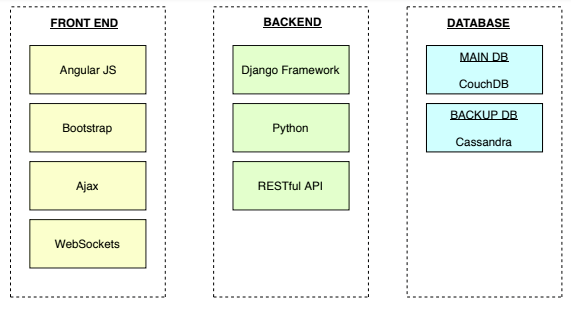 FRONT END
Angular JS
Bootstrap
Ajax
WebSockets
BACKEND
Django Framework
Python
RESTful API
DATABASE
MAIN DB
CouchDB
BACKUP DB
Cassandra